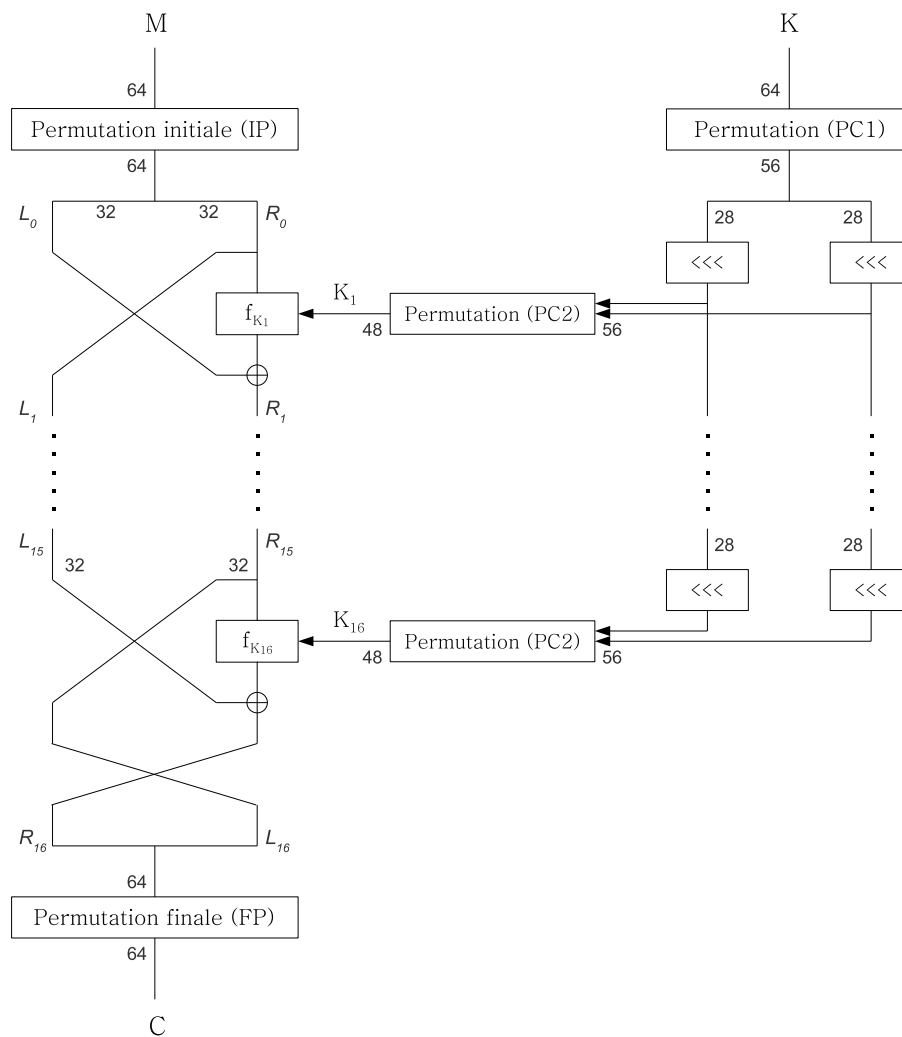 M K
64 64
Permutation initiale (IP) Permutation (PC1)
64 56
L0 32 32 R0 28 28
<<< <<<
fK1 K1 48 Permutation (PC2) 56
L1 R1
L15 32 32 R15 28 28
<<< <<<
fK16 K16 48 Permutation (PC2) 56
R16 L16
64
Permutation finale (FP)
64
C